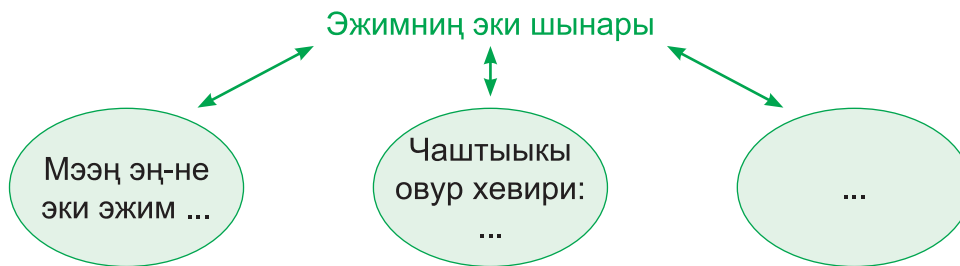 Эжимниң эки шынары
Мээң эң-не
эки эжим ...
Чаштыыкы
овур хевири:
...
...